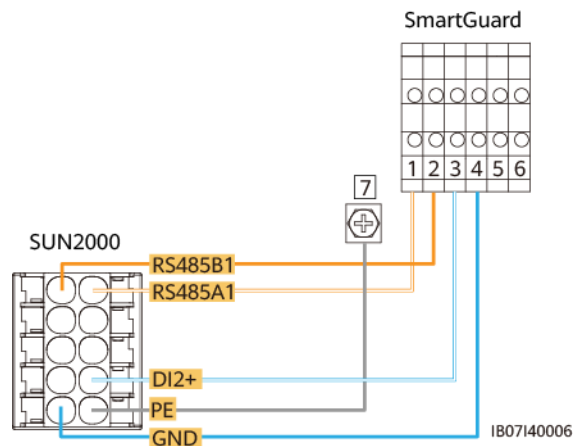 SmartGuard
1 2 3 4 5 6
7
SUN2000
RS485B1
RS485A1
DI2+
PE
GND
IB07I40006